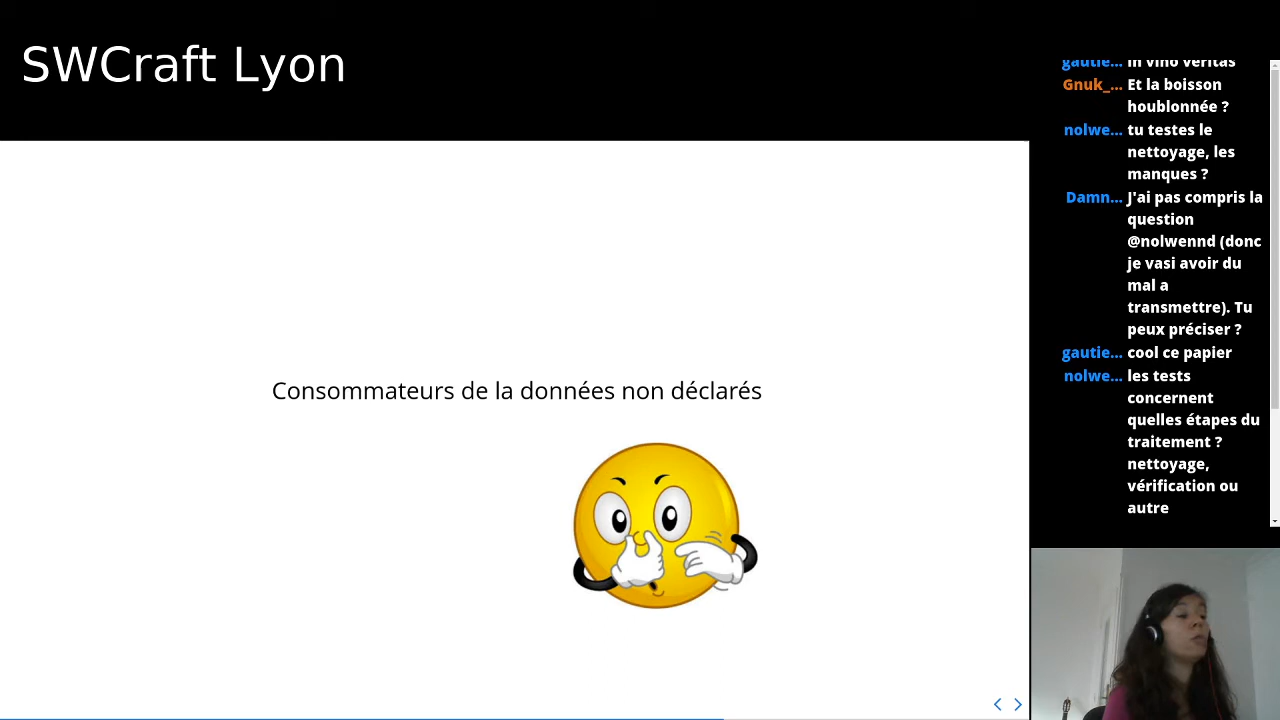 SWCraft Lyon
Consommateurs de la données non déclarés
gautie... In vino veritas
Gnuk_... Et la boisson
houblonnée ?
nolwe... tu testes le
nettoyage, les
manques ?
Damn... J'ai pas compris la
question
@nolwennd (donc
je vasi avoir du
mal a
transmettre). Tu
peux préciser ?
gautie... cool ce papier
nolwe... les tests
concernent
quelles étapes du
traitement ?
nettoyage,
vérification ou
autre